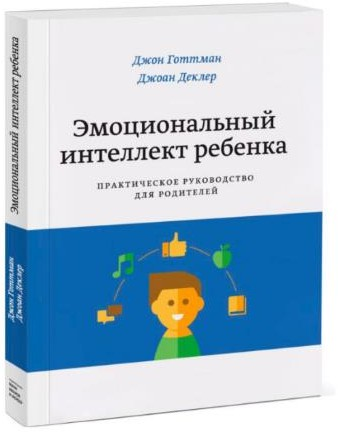 Джон Готтман
Джоан Деклер
Эмоциональный
интеллект ребенка
ПРАКТИЧЕСКОЕ РУКОВОДСТВО
ДЛЯ РОДИТЕЛЕЙ
Эмоциональный интеллект ребенка
Джон Готтман
Джоан Деклер